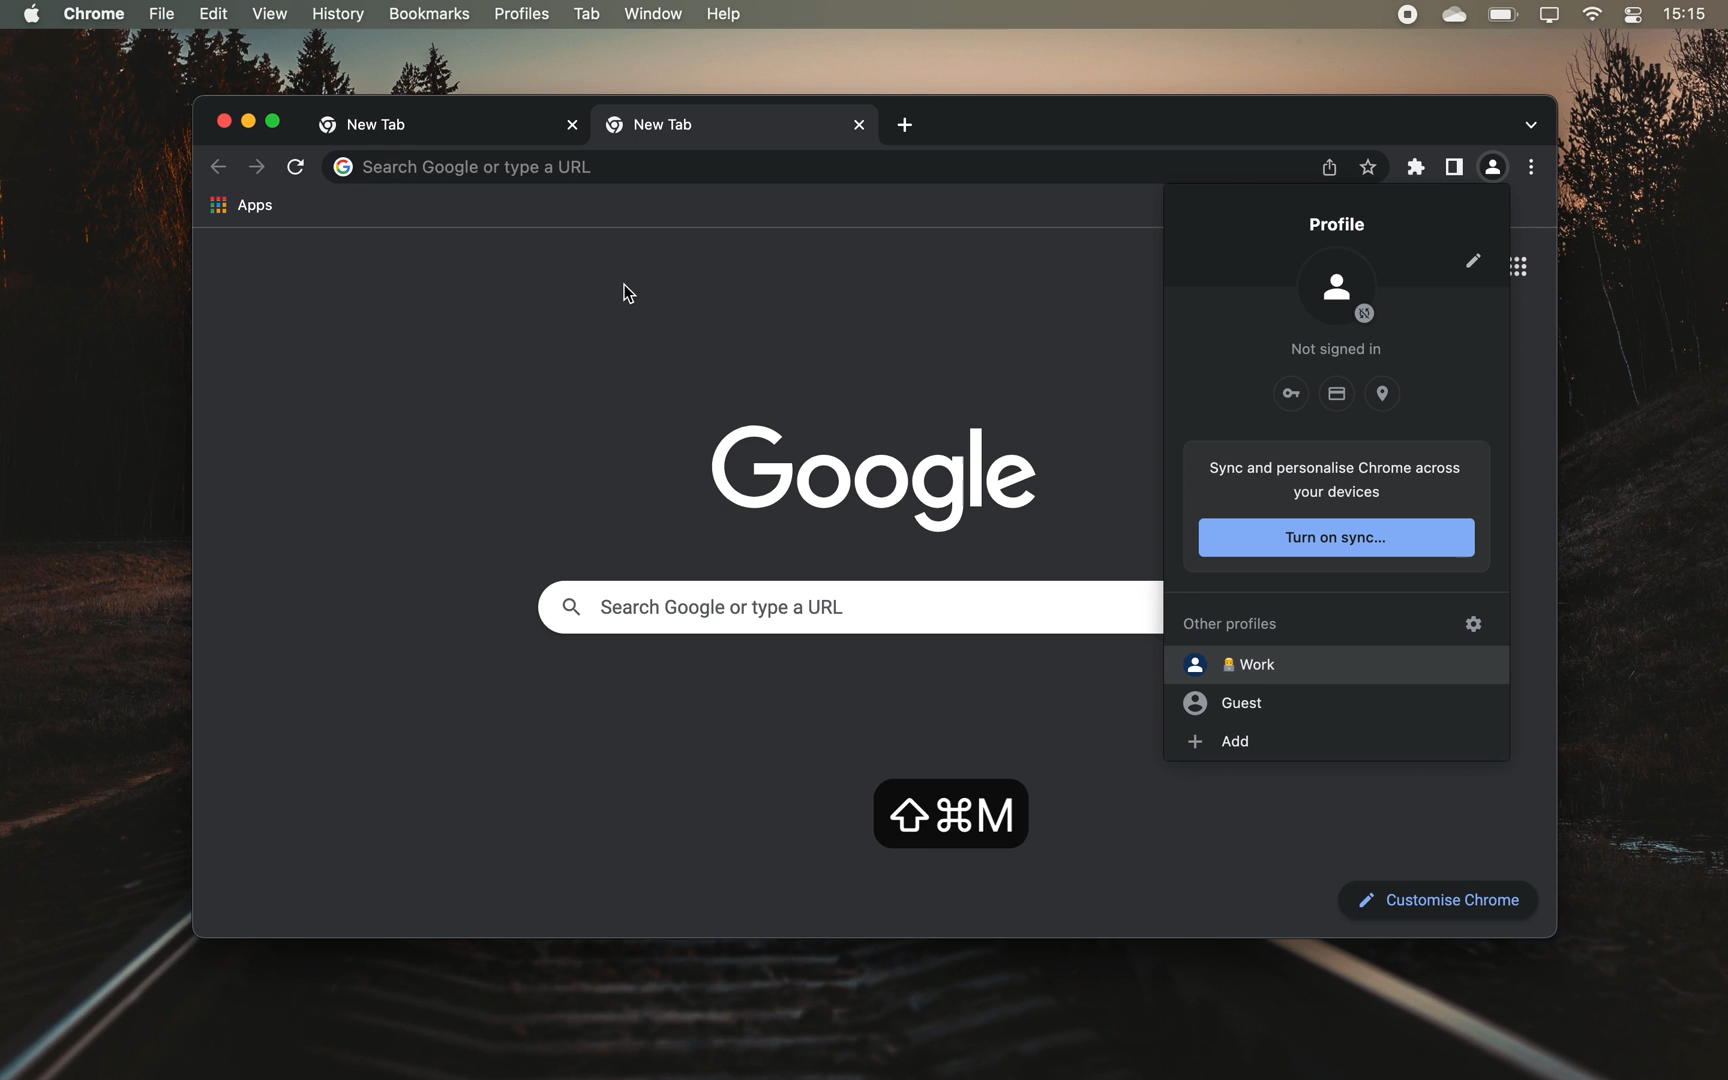 Chrome File Edit View History Bookmarks Profiles Tab Window Help 15:15
New Tab New Tab
Search Google or type a URL
Apps
Profile
Not signed in
Sync and personalise Chrome across
your devices
Turn on sync...
Google
Search Google or type a URL
Other profiles
Work
Guest
Add
⇧⌘M
Customise Chrome